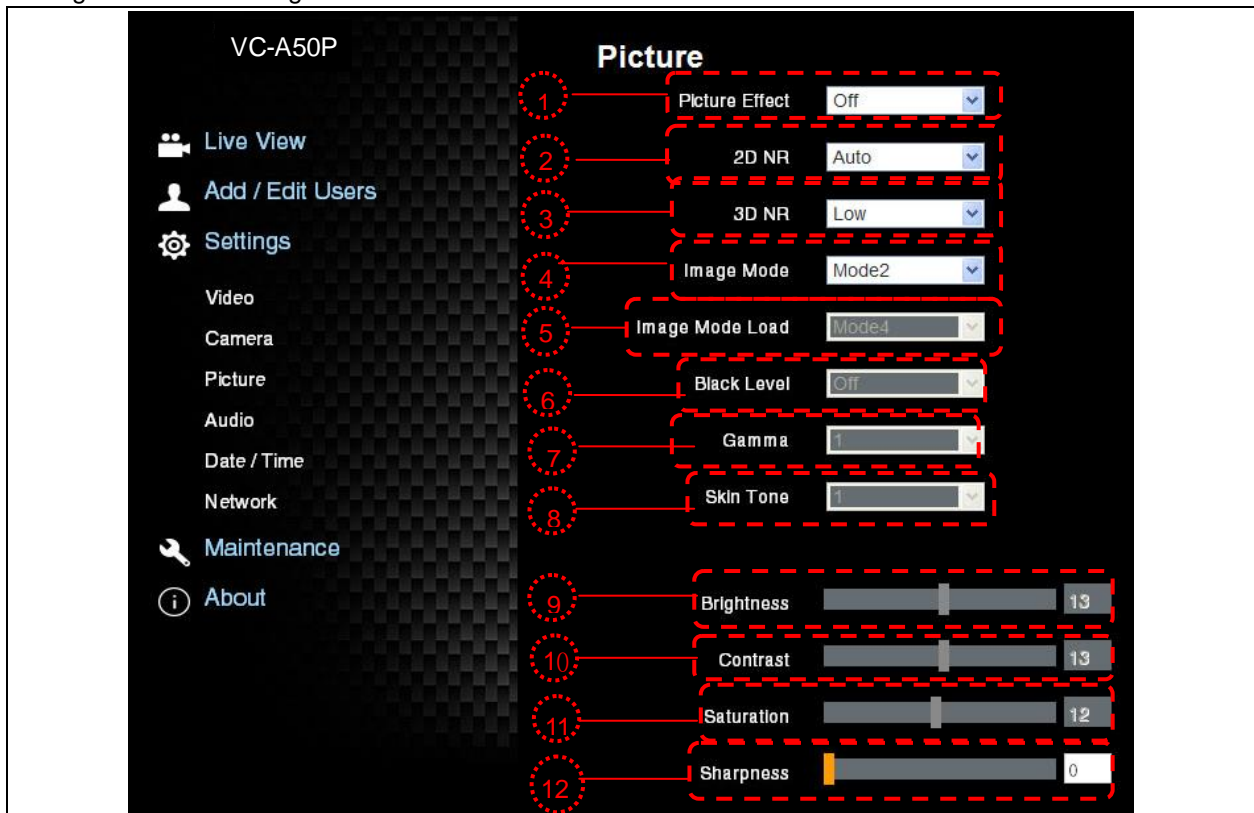 VC-A50P
Picture
1 Picture Effect Off
Live View
2 2D NR Auto
Add / Edit Users
3 3D NR Low
Settings
4 Image Mode Mode2
Video
5 Image Mode Load Mode4
Camera
Picture
6 Black Level Off
Audio
7 Gamma 1
Date / Time
Network
8 Skin Tone 1
Maintenance
About
9 Brightness 13
10 Contrast 13
11 Saturation 12
12 Sharpness 0